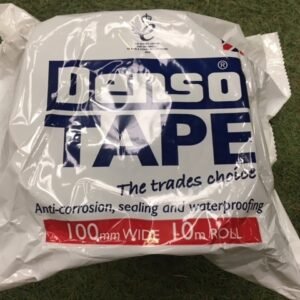 Denso®
TAPE
The trades choice
Anti-corrosion, sealing and waterproofing
100mm WIDE 10m ROLL